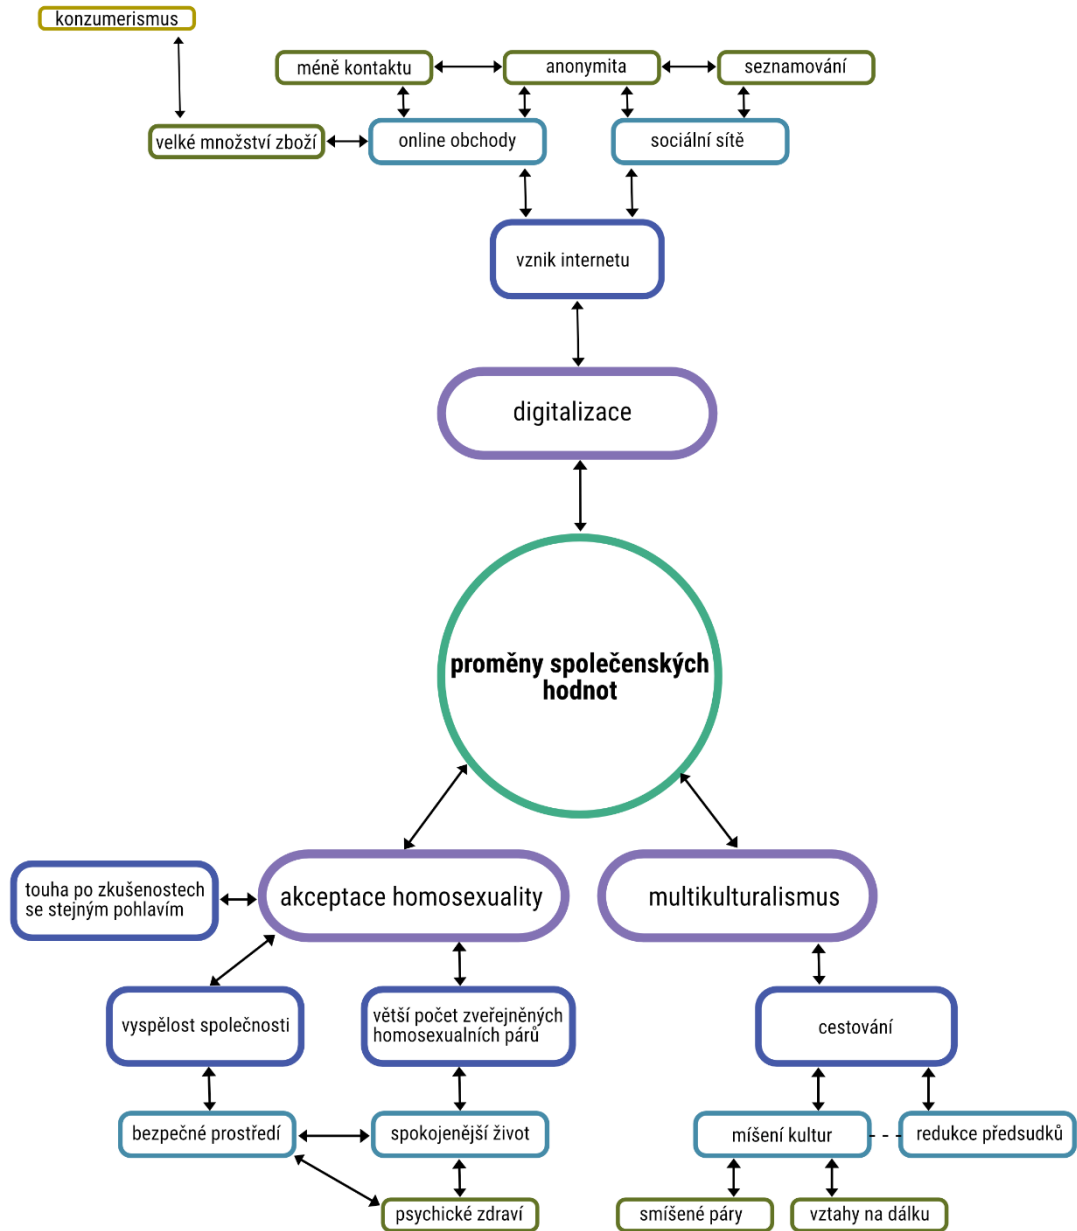 konzumerismus
méně kontaktu
anonymita
seznamování
velké množství zboží
online obchody
sociální sítě
vznik internetu
digitalizace
proměny společenských
hodnot
touha po zkušenostech
se stejným pohlavím
akceptace homosexuality
multikulturalismus
vyspělost společnosti
větší počet zveřejněných
homosexualních párů
cestování
bezpečné prostředí
spokojenější život
míšení kultur
redukce předsudků
psychické zdraví
smíšené páry
vztahy na dálku